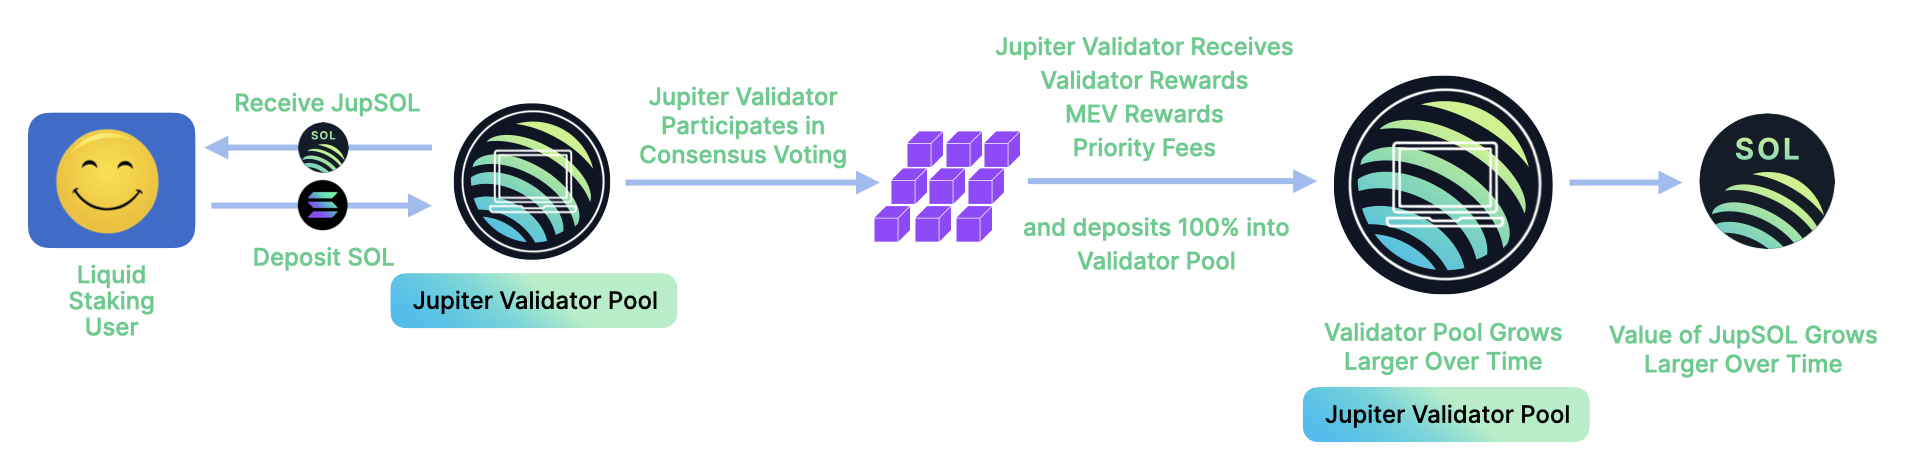 Receive JupSOL
SOL
Deposit SOL
Liquid
Staking
User
Jupiter Validator Pool
Jupiter Validator
Participates in
Consensus Voting
Jupiter Validator Receives
Validator Rewards
MEV Rewards
Priority Fees
and deposits 100% into
Validator Pool
Validator Pool Grows
Larger Over Time
Jupiter Validator Pool
SOL
Value of JupSOL Grows
Larger Over Time